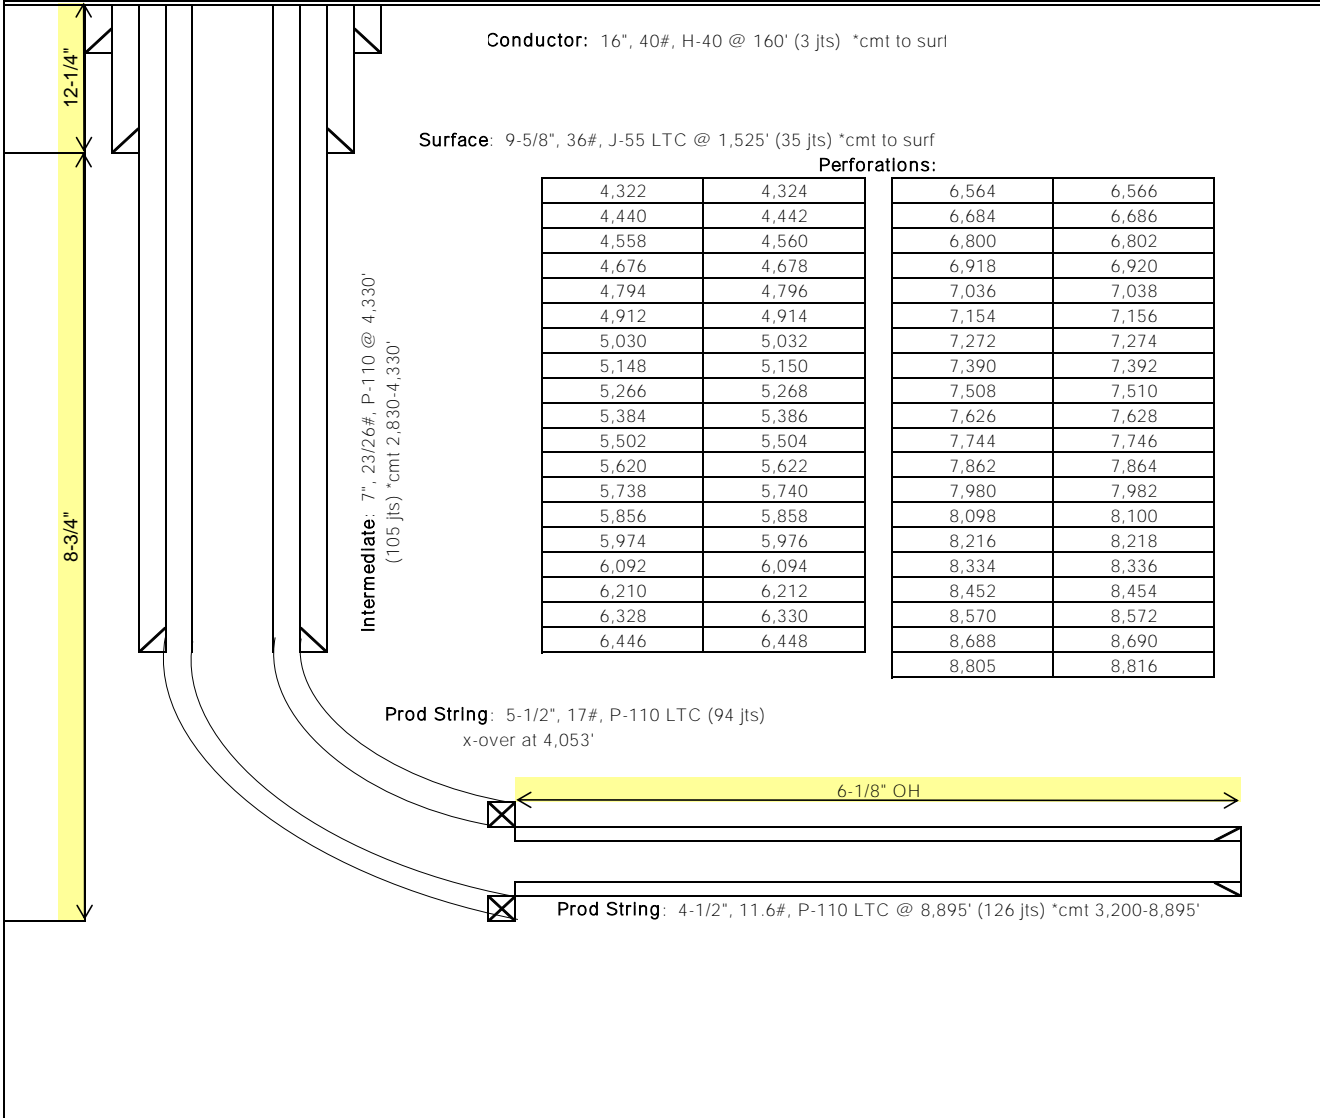 Conductor: 16", 40#, H-40 @ 160' (3 jts) *cmt to surf
12-1/4"
Surface: 9-5/8", 36#, J-55 LTC @ 1,525' (35 jts) *cmt to surf
Perforations:
4,322 4,324 6,564 6,566
4,440 4,442 6,684 6,686
4,558 4,560 6,800 6,802
4,676 4,678 6,918 6,920
4,794 4,796 7,036 7,038
4,912 4,914 7,154 7,156
5,030 5,032 7,272 7,274
5,148 5,150 7,390 7,392
5,266 5,268 7,508 7,510
5,384 5,386 7,626 7,628
5,502 5,504 7,744 7,746
5,620 5,622 7,862 7,864
5,738 5,740 7,980 7,982
5,856 5,858 8,098 8,100
5,974 5,976 8,216 8,218
6,092 6,094 8,334 8,336
6,210 6,212 8,452 8,454
6,328 6,330 8,570 8,572
6,446 6,448 8,688 8,690
8,805 8,816
Intermediate: 7", 23/26#, P-110 @ 4,330'
(105 jts) *cmt 2,830-4,330'
8-3/4"
Prod String: 5-1/2", 17#, P-110 LTC (94 jts)
x-over at 4,053'
6-1/8" OH
Prod String: 4-1/2", 11.6#, P-110 LTC @ 8,895' (126 jts) *cmt 3,200-8,895'